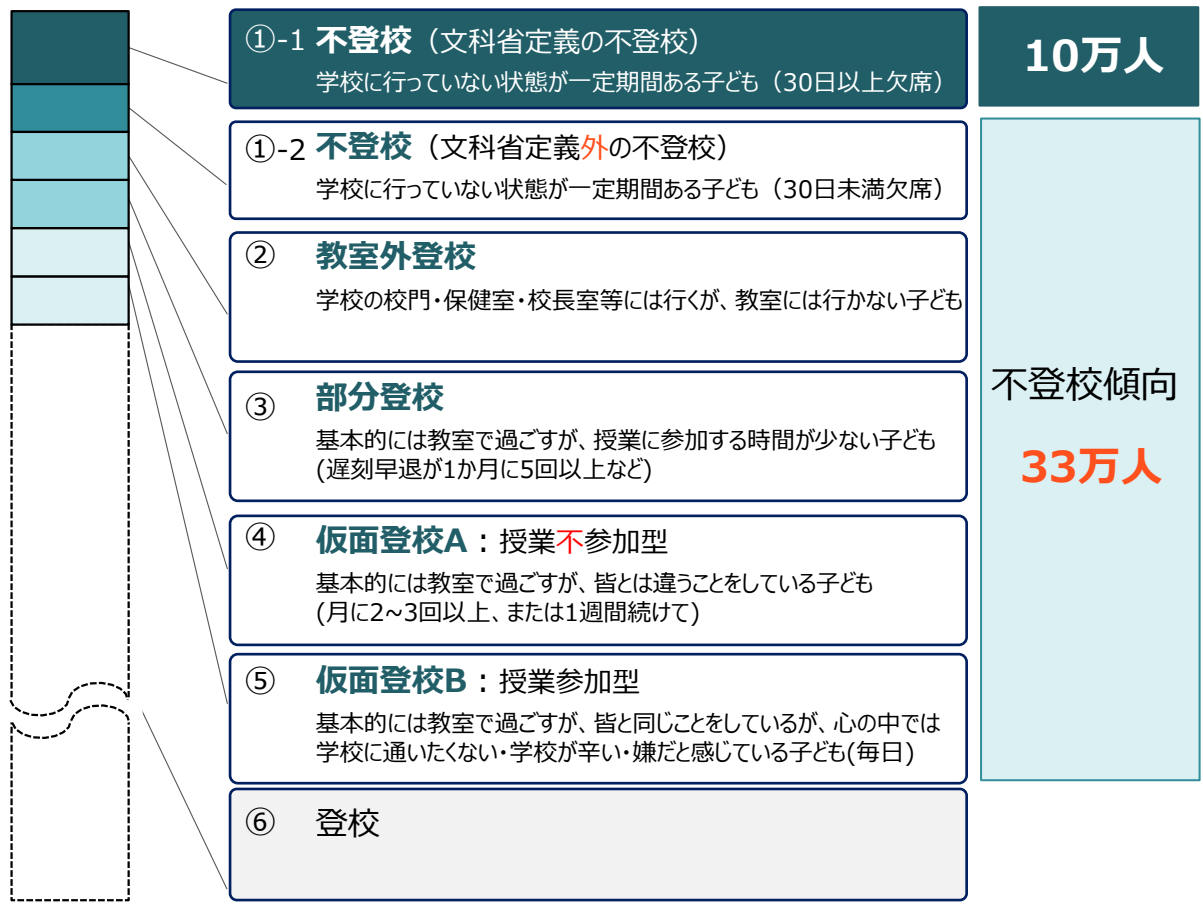 ①-1 不登校（文科省定義の不登校）
学校に行っていない状態が一定期間ある子ども（30日以上欠席）
10万人
①-2 不登校（文科省定義外の不登校）
学校に行っていない状態が一定期間ある子ども（30日未満欠席）
② 教室外登校
学校の校門・保健室・校長室等には行くが、教室には行かない子ども
③ 部分登校
基本的には教室で過ごすが、授業に参加する時間が少ない子ども
(遅刻早退が1か月に5回以上など)
④ 仮面登校A：授業不参加型
基本的には教室で過ごすが、皆とは違うことをしている子ども
(月に2~3回以上、または1週間続けて)
⑤ 仮面登校B：授業参加型
基本的には教室で過ごすが、皆と同じことをしているが、心の中では
学校に通いたくない・学校が辛い・嫌だと感じている子ども(毎日)
不登校傾向
33万人
⑥ 登校